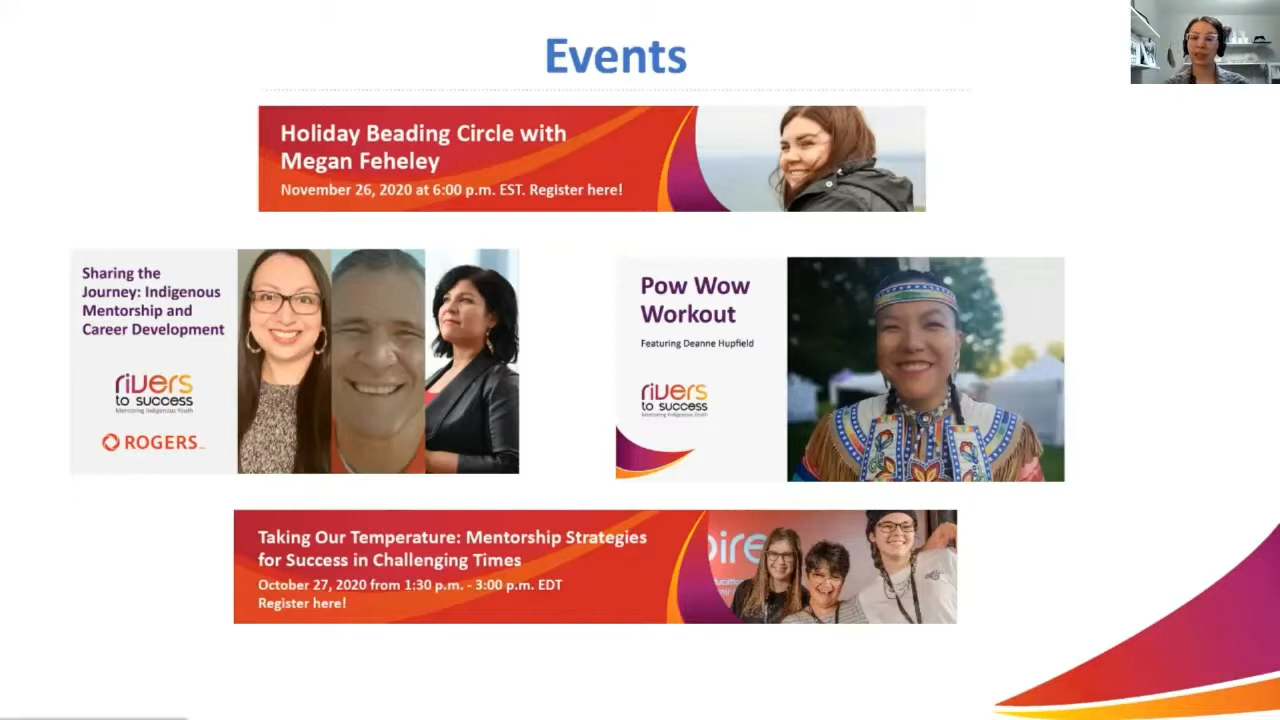 Events
Holiday Beading Circle with
Megan Feheley
November 26, 2020 at 6:00 p.m. EST. Register here!
Sharing the
Journey: Indigenous
Mentorship and
Career Development
rivers
to success
Mentoring Indigenous Youth
ROGERS
Pow Wow
Workout
Featuring Deanne Hupfield
rivers
to success
Mentoring Indigenous Youth
Taking Our Temperature: Mentorship Strategies
for Success in Challenging Times
October 27, 2020 from 1:30 p.m. - 3:00 p.m. EDT
Register here!